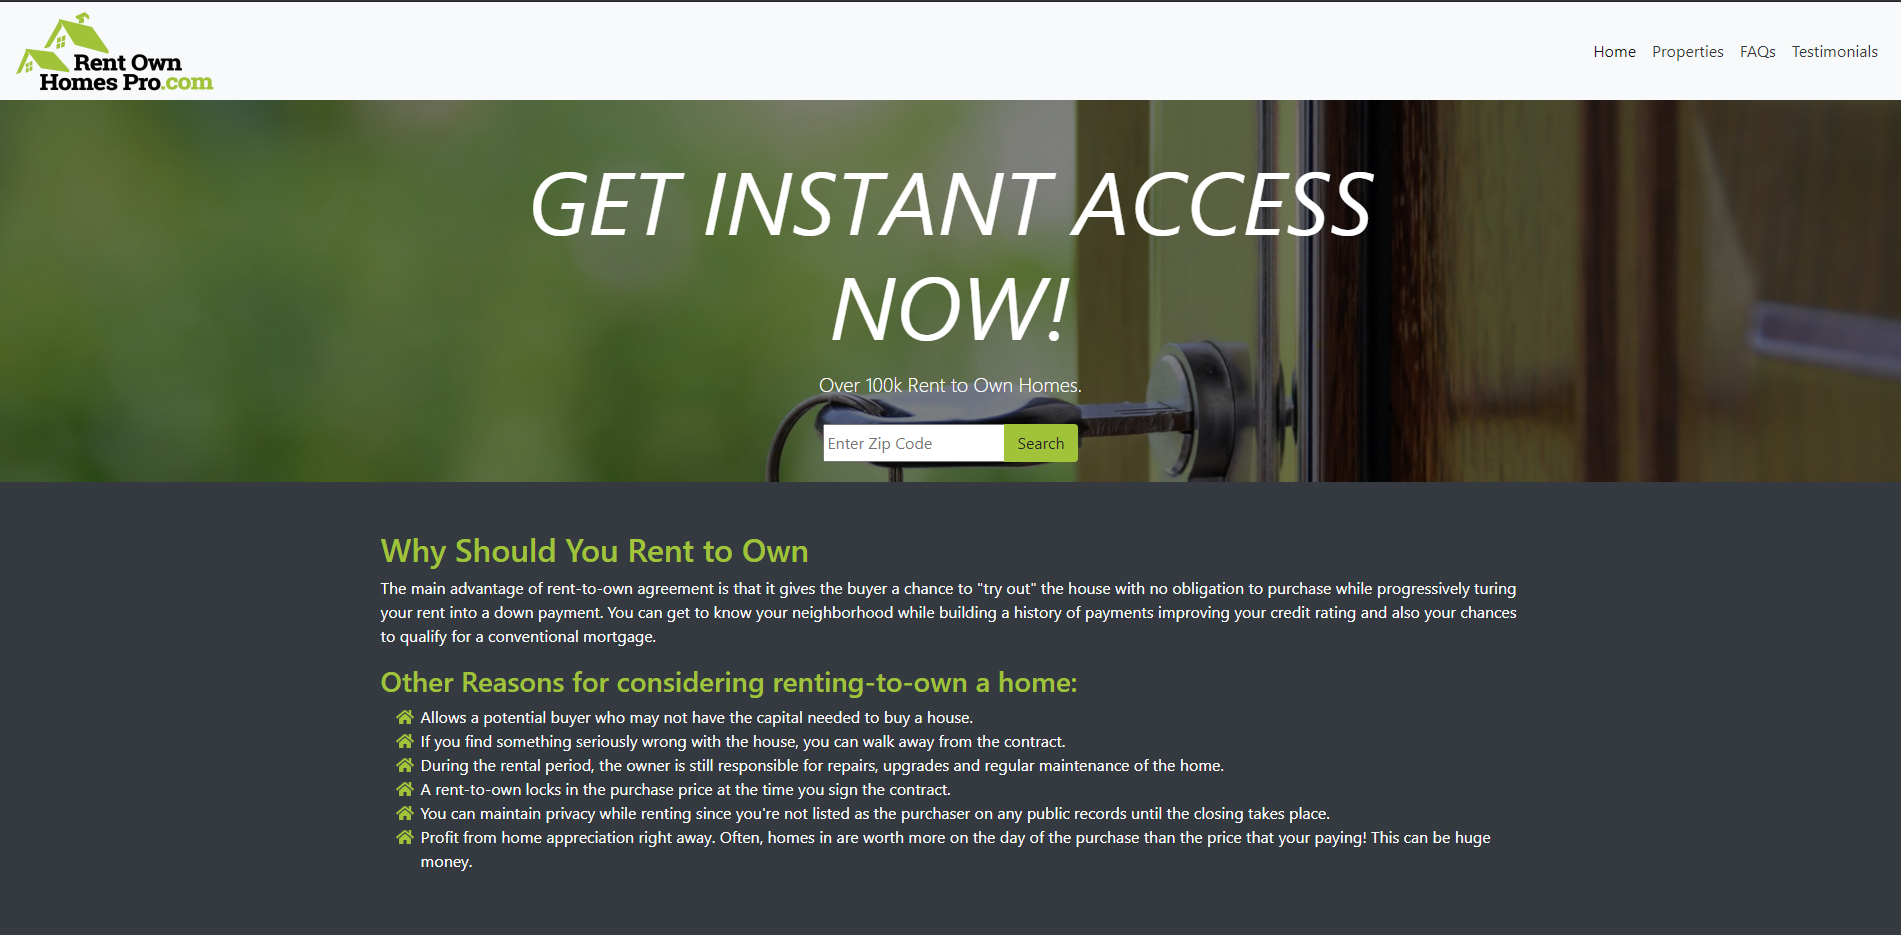 Rent Own
Homes Pro.com
Home Properties FAQs Testimonials
GET INSTANT ACCESS
NOW!
Over 100k Rent to Own Homes.
Enter Zip Code Search
Why Should You Rent to Own
The main advantage of rent-to-own agreement is that it gives the buyer a chance to "try out" the house with no obligation to purchase while progressively turing
your rent into a down payment. You can get to know your neighborhood while building a history of payments improving your credit rating and also your chances
to qualify for a conventional mortgage.
Other Reasons for considering renting-to-own a home:
Allows a potential buyer who may not have the capital needed to buy a house.
If you find something seriously wrong with the house, you can walk away from the contract.
During the rental period, the owner is still responsible for repairs, upgrades and regular maintenance of the home.
A rent-to-own locks in the purchase price at the time you sign the contract.
You can maintain privacy while renting since you're not listed as the purchaser on any public records until the closing takes place.
Profit from home appreciation right away. Often, homes in are worth more on the day of the purchase than the price that your paying! This can be huge
money.